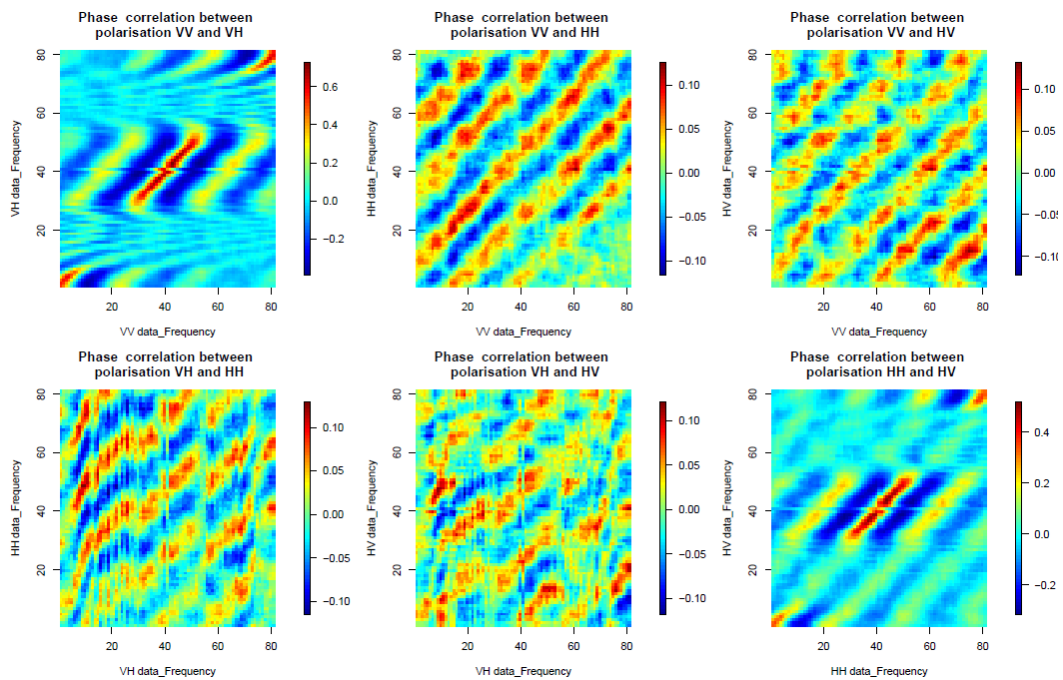 Phase correlation between
polarisation VV and VH
80
60
40
20
VH data_Frequency
20 40 60 80
VV data_Frequency
0.6
0.4
0.2
0.0
−0.2
Phase correlation between
polarisation VV and HH
80
60
40
20
HH data_Frequency
20 40 60 80
VV data_Frequency
0.10
0.05
0.00
−0.05
−0.10
Phase correlation between
polarisation VV and HV
80
60
40
20
HV data_Frequency
20 40 60 80
VV data_Frequency
0.10
0.05
0.00
−0.05
−0.10
Phase correlation between
polarisation VH and HH
80
60
40
20
HH data_Frequency
20 40 60 80
VH data_Frequency
0.10
0.05
0.00
−0.05
−0.10
Phase correlation between
polarisation VH and HV
80
60
40
20
HV data_Frequency
20 40 60 80
VH data_Frequency
0.10
0.05
0.00
−0.05
−0.10
Phase correlation between
polarisation HH and HV
80
60
40
20
HV data_Frequency
20 40 60 80
HH data_Frequency
0.4
0.2
0.0
−0.2